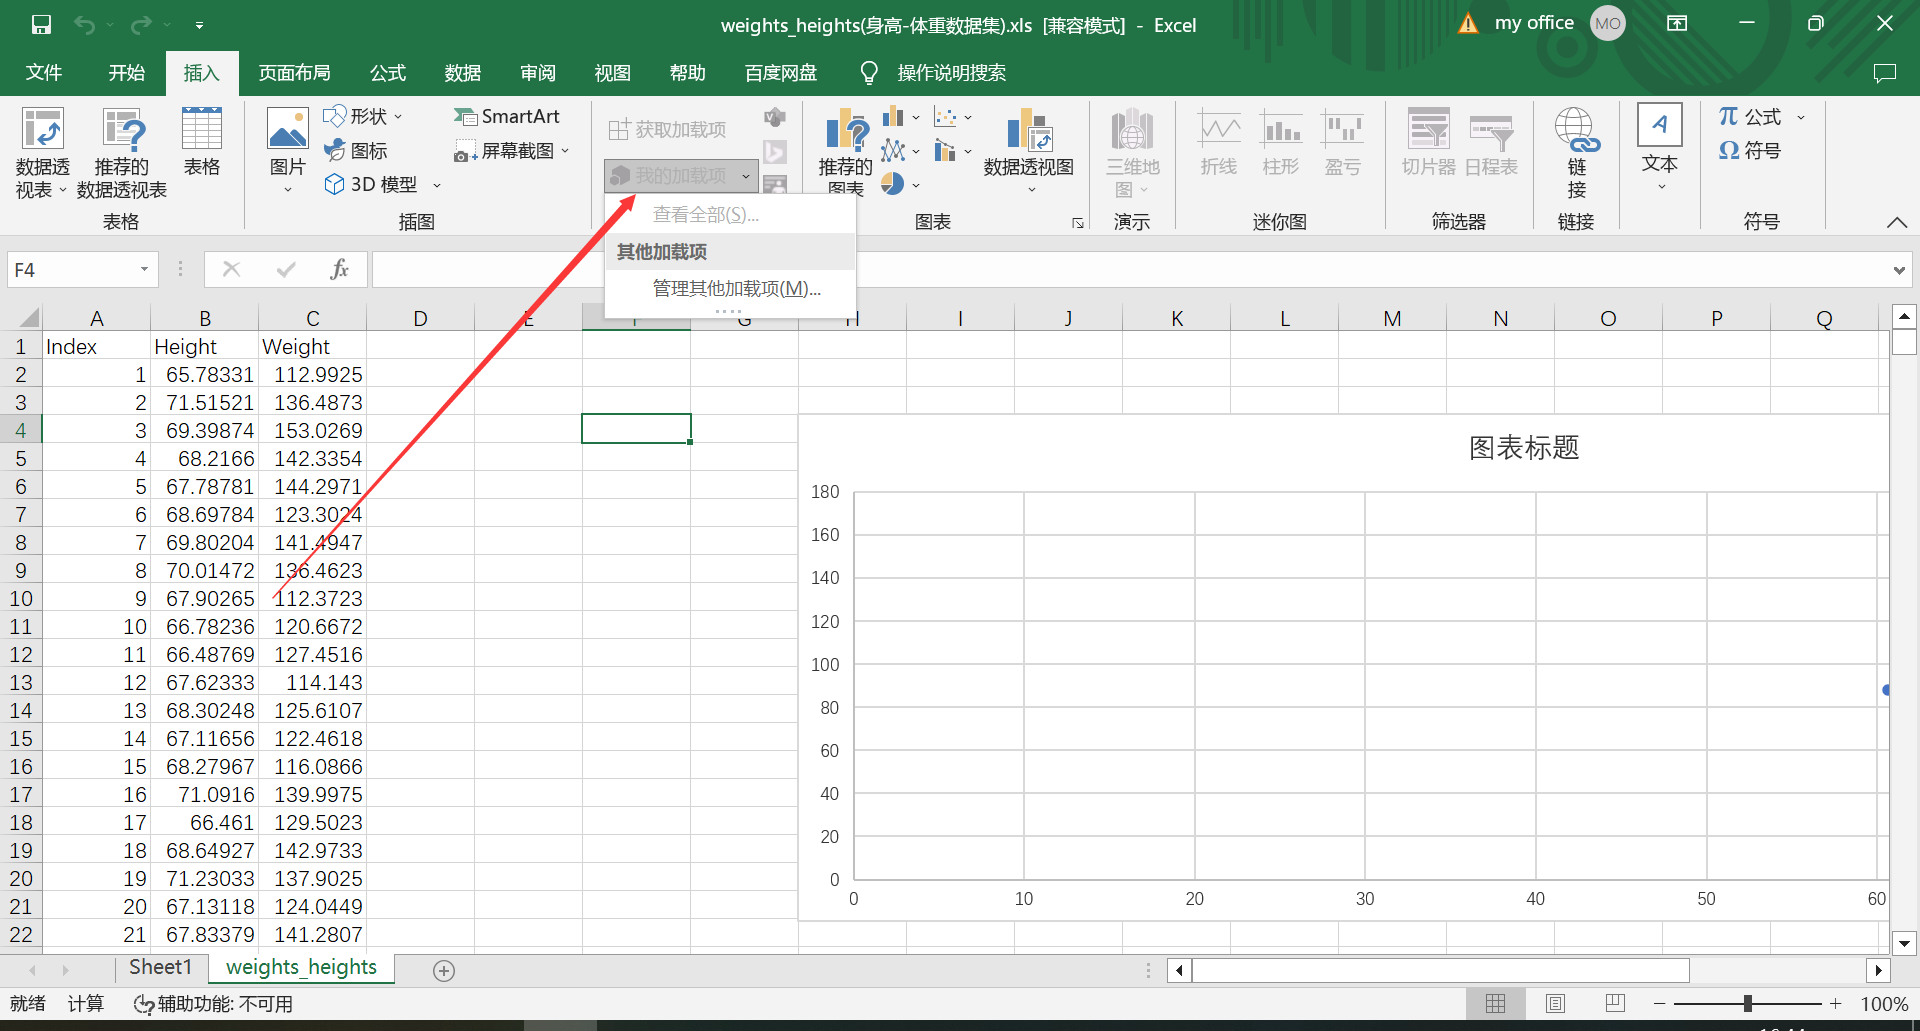 weights_heights(身高-体重数据集).xls [兼容模式] - Excel
my office
MO
文件 开始 插入 页面布局 公式 数据 审阅 视图 帮助 百度网盘 操作说明搜索
数据透视表
推荐的数据透视表
表格
表格
图片
形状
图标
3D 模型
SmartArt
屏幕截图
插图
获取加载项
我的加载项
查看全部(S)...
其他加载项
管理其他加载项(M)...
推荐的图表
数据透视图
图表
三维地图
演示
折线
柱形
盈亏
迷你图
切片器
日程表
筛选器
链接
链接
A
文本
π 公式
Ω 符号
符号
F4
fx
A B C D E F G H I J K L M N O P Q
1 Index Height Weight
2 1 65.78331 112.9925
3 2 71.51521 136.4873
4 3 69.39874 153.0269
5 4 68.2166 142.3354
6 5 67.78781 144.2971
7 6 68.69784 123.3024
8 7 69.80204 141.4947
9 8 70.01472 136.4623
10 9 67.90265 112.3723
11 10 66.78236 120.6672
12 11 66.48769 127.4516
13 12 67.62333 114.143
14 13 68.30248 125.6107
15 14 67.11656 122.4618
16 15 68.27967 116.0866
17 16 71.0916 139.9975
18 17 66.461 129.5023
19 18 68.64927 142.9733
20 19 71.23033 137.9025
21 20 67.13118 124.0449
22 21 67.83379 141.2807
图表标题
180
160
140
120
100
80
60
40
20
0
0 10 20 30 40 50 60
Sheet1 weights_heights
就绪 计算 辅助功能: 不可用
100%